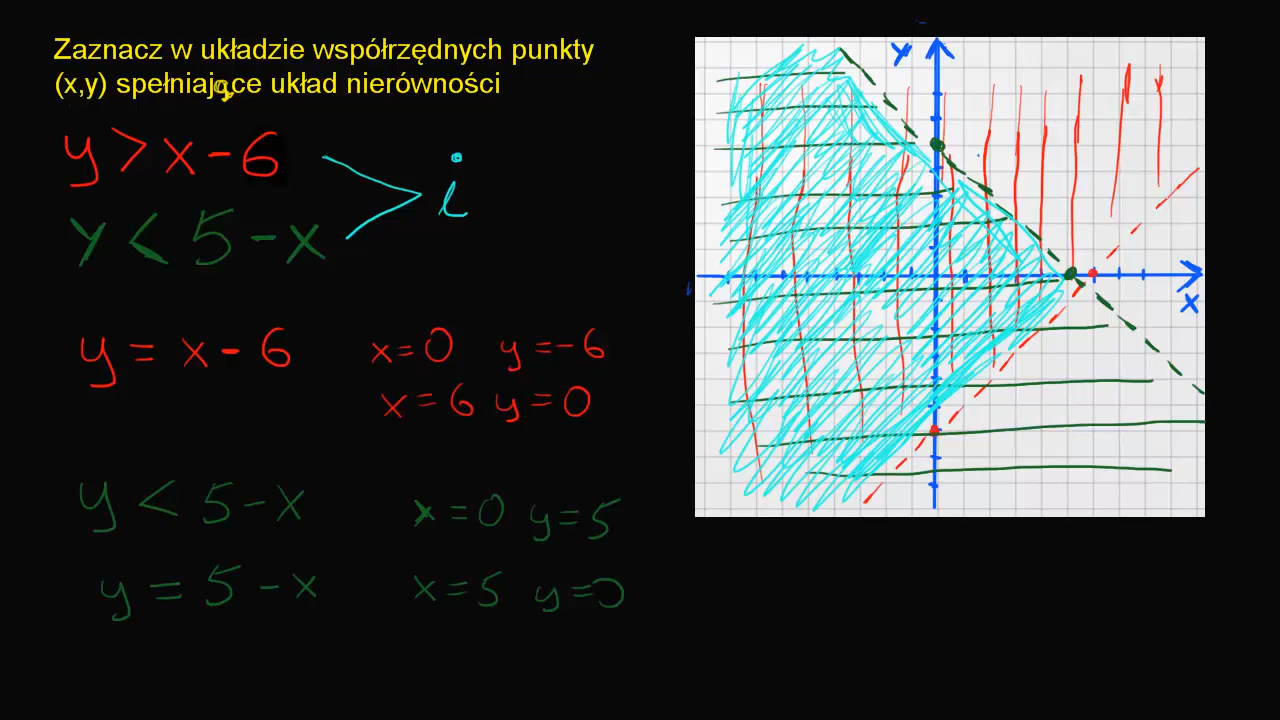 Zaznacz w układzie współrzędnych punkty
(x,y) spełniające układ nierówności
y > x - 6
y < 5 - x
i
y = x - 6 x = 0 y = -6
x = 6 y = 0
y < 5 - x x = 0 y = 5
y = 5 - x x = 5 y = 0
y
x